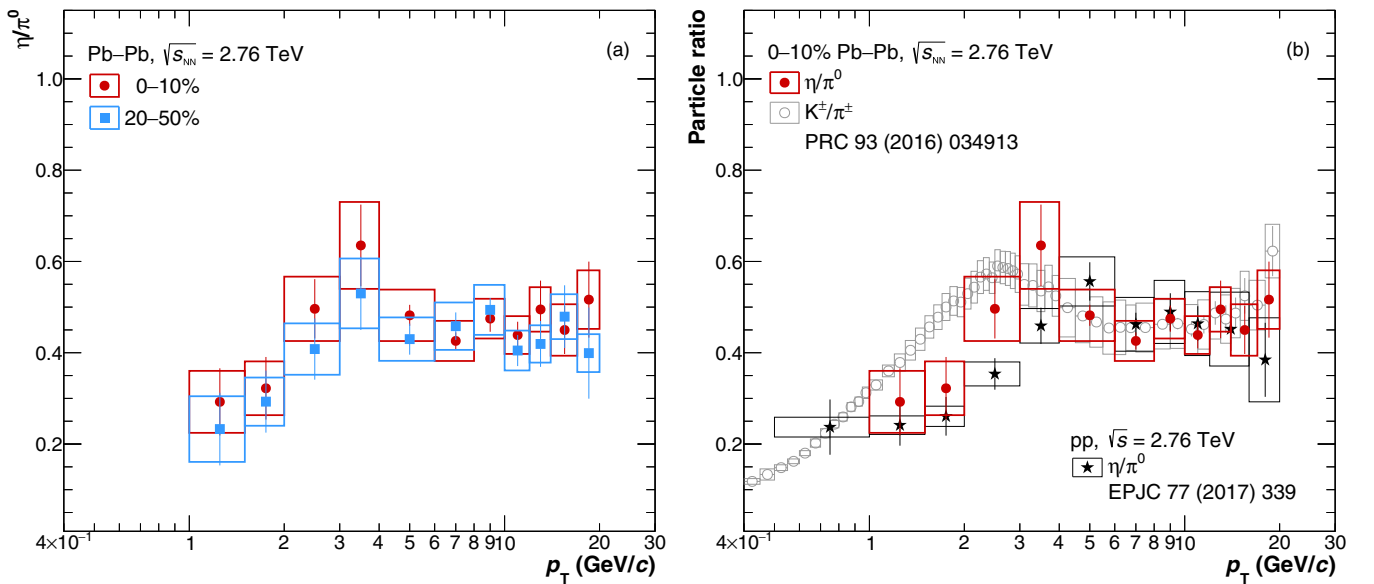 η/π⁰
Pb–Pb, √s_NN = 2.76 TeV
(a)
0–10%
20–50%
1.0
0.8
0.6
0.4
0.2
4×10⁻¹ 1 2 3 4 5 6 7 8 910 20 30
p_T (GeV/c)
Particle ratio
0–10% Pb–Pb, √s_NN = 2.76 TeV
(b)
η/π⁰
K±/π±
PRC 93 (2016) 034913
1.0
0.8
0.6
0.4
0.2
pp, √s = 2.76 TeV
η/π⁰
EPJC 77 (2017) 339
4×10⁻¹ 1 2 3 4 5 6 7 8 910 20 30
p_T (GeV/c)